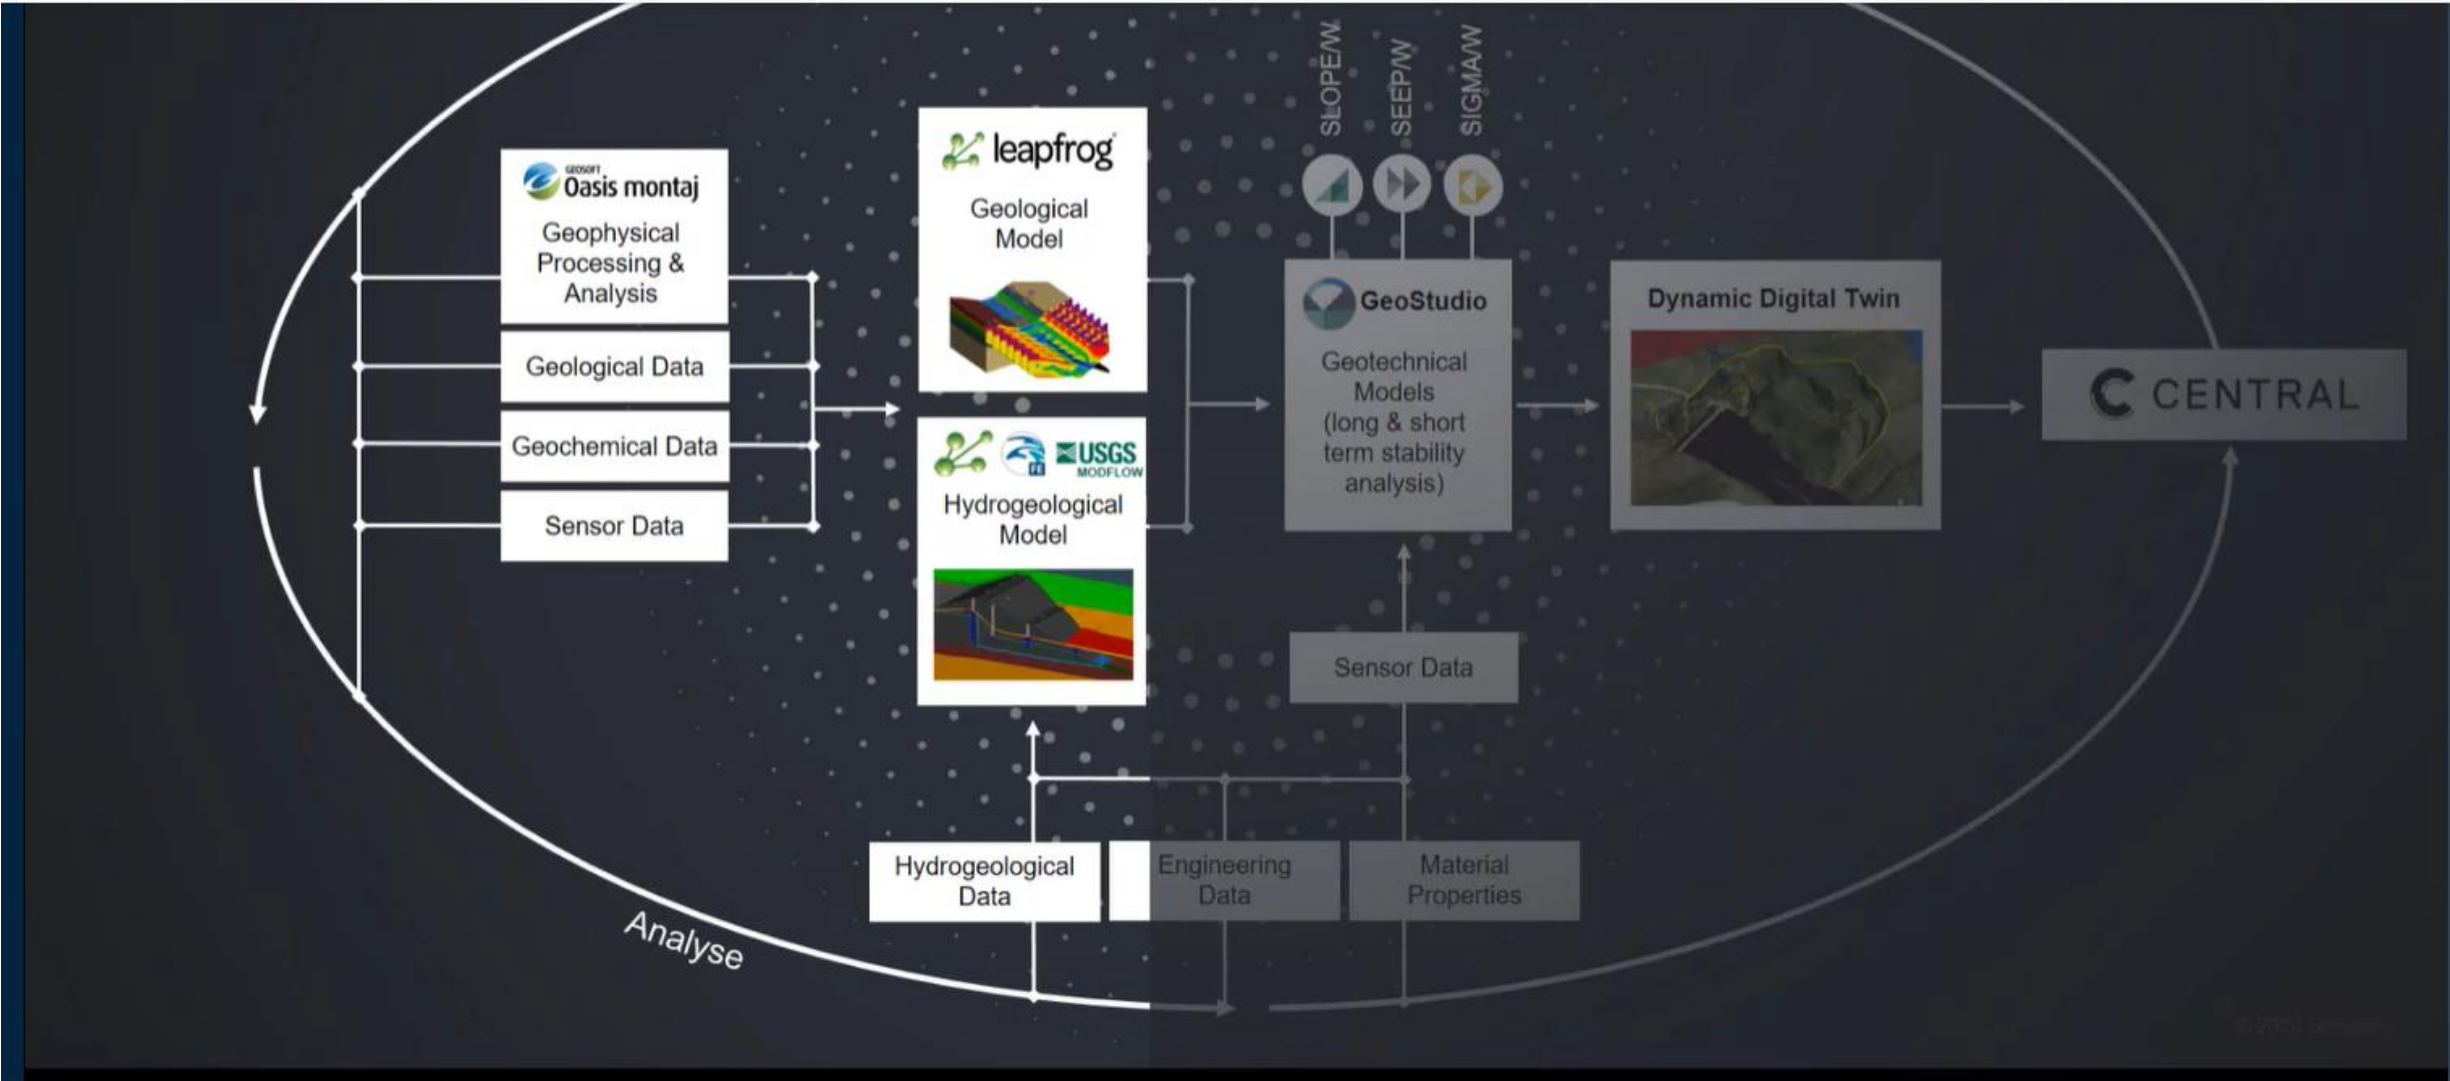 SLOPE/W
SEEP/W
SIGMA/W
GEOSOFT
Oasis montaj
Geophysical
Processing &
Analysis
Geological Data
Geochemical Data
Sensor Data
leapfrog
Geological
Model
FE
USGS
MODFLOW
Hydrogeological
Model
GeoStudio
Geotechnical
Models
(long & short
term stability
analysis)
Dynamic Digital Twin
CENTRAL
Sensor Data
Hydrogeological
Data
Engineering
Data
Material
Properties
Analyse